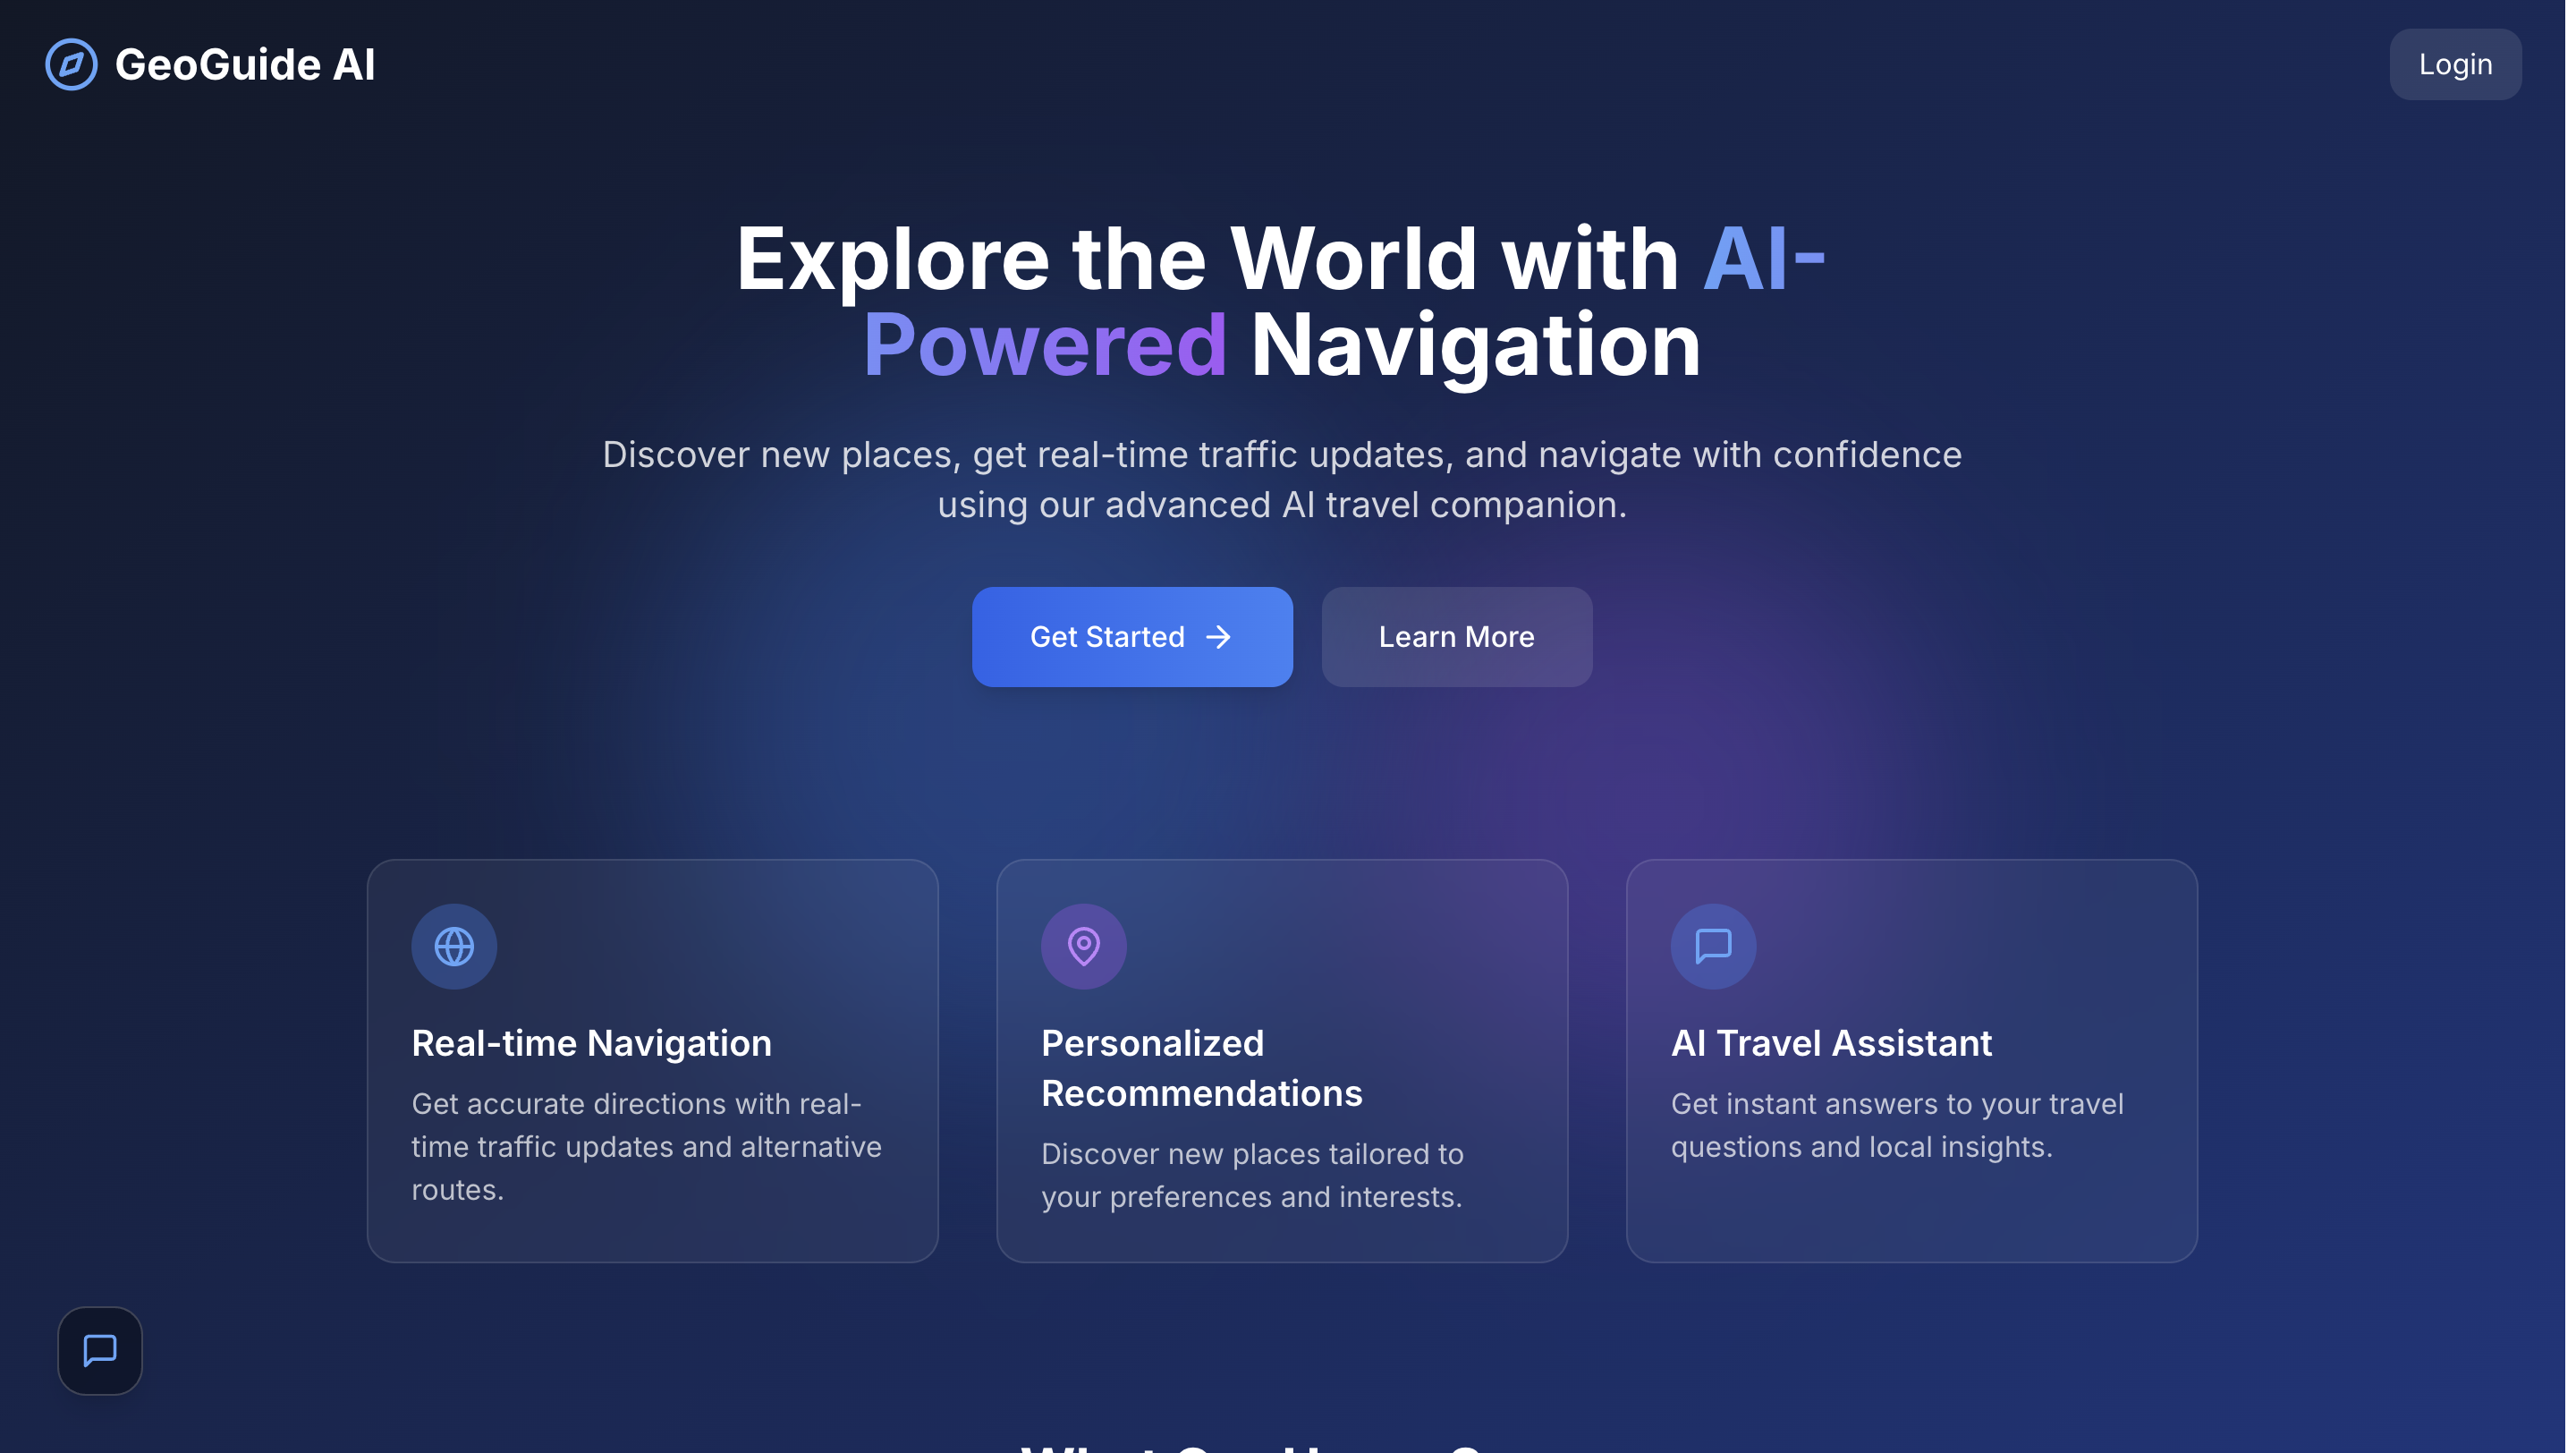 GeoGuide AI
Login
Explore the World with AI-
Powered Navigation
Discover new places, get real-time traffic updates, and navigate with confidence
using our advanced AI travel companion.
Get Started
Learn More
Real-time Navigation
Get accurate directions with real-
time traffic updates and alternative
routes.
Personalized
Recommendations
Discover new places tailored to
your preferences and interests.
AI Travel Assistant
Get instant answers to your travel
questions and local insights.